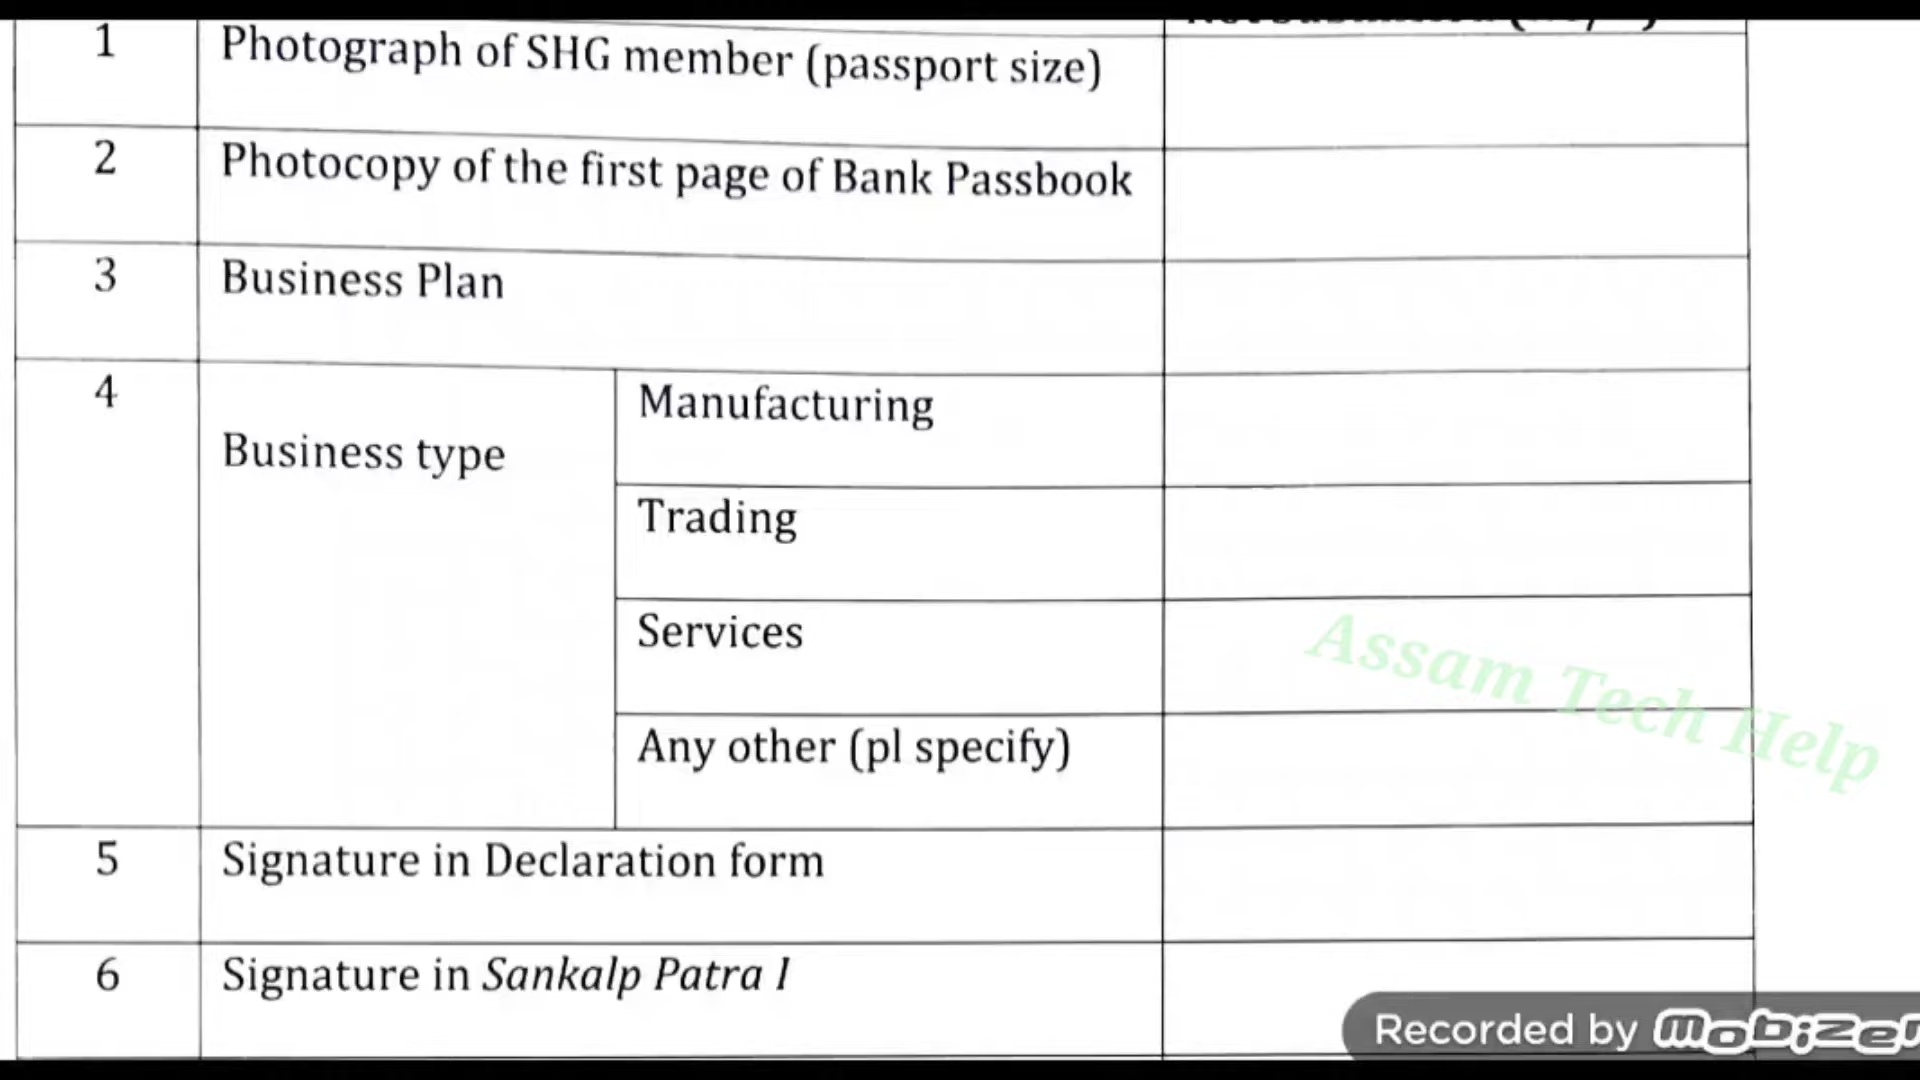 1 Photograph of SHG member (passport size)
2 Photocopy of the first page of Bank Passbook
3 Business Plan
4 Business type Manufacturing
Trading
Services
Any other (pl specify)
5 Signature in Declaration form
6 Signature in Sankalp Patra I
Assam Tech Help
Recorded by